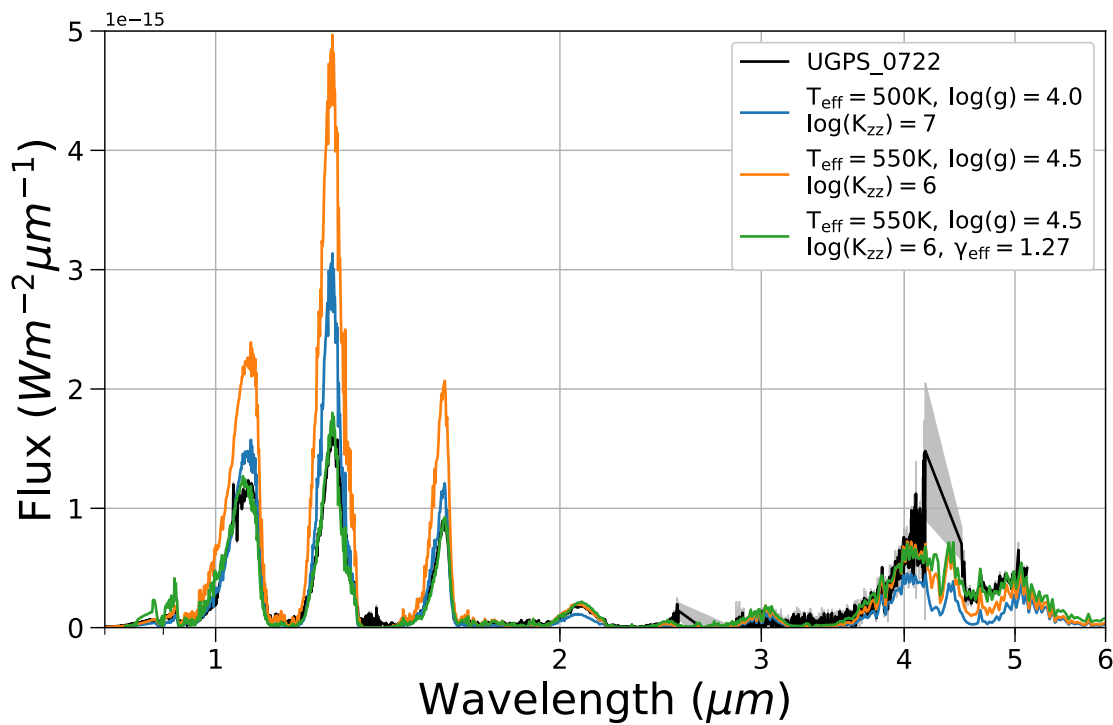 1e−15
5
4
3
2
1
0
Flux (Wm⁻²μm⁻¹)
UGPS_0722
T_eff = 500K, log(g) = 4.0
log(K_zz) = 7
T_eff = 550K, log(g) = 4.5
log(K_zz) = 6
T_eff = 550K, log(g) = 4.5
log(K_zz) = 6, γ_eff = 1.27
1 2 3 4 5 6
Wavelength (μm)